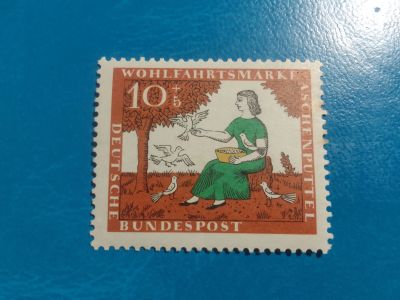 WOHLFAHRTSMARKE
10+5
ASCHENPUTTEL
DEUTSCHE
BUNDESPOST